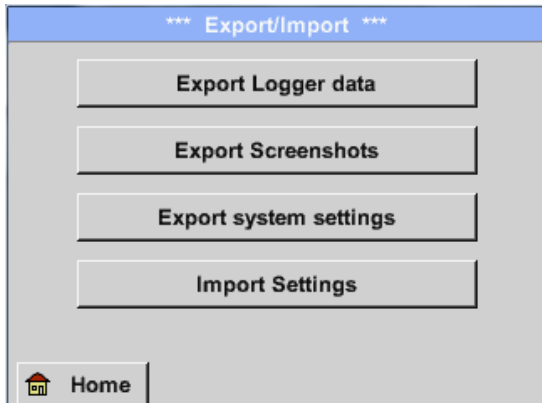 *** Export/Import ***
Export Logger data
Export Screenshots
Export system settings
Import Settings
Home